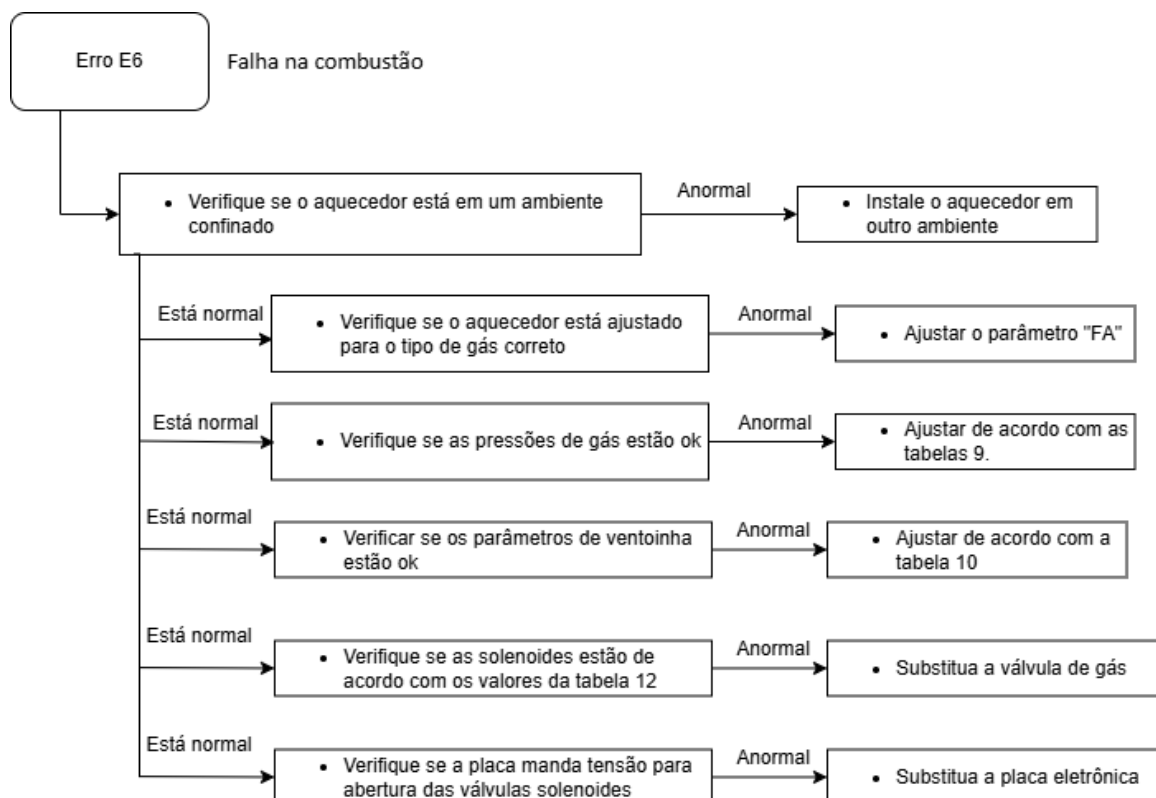 Erro E6
Falha na combustão
• Verifique se o aquecedor está em um ambiente
confinado
Anormal
• Instale o aquecedor em
outro ambiente
Está normal
• Verifique se o aquecedor está ajustado
para o tipo de gás correto
Anormal
• Ajustar o parâmetro "FA"
Está normal
• Verifique se as pressões de gás estão ok
Anormal
• Ajustar de acordo com as
tabelas 9.
Está normal
• Verificar se os parâmetros de ventoinha
estão ok
Anormal
• Ajustar de acordo com a
tabela 10
Está normal
• Verifique se as solenoides estão de
acordo com os valores da tabela 12
Anormal
• Substitua a válvula de gás
Está normal
• Verifique se a placa manda tensão para
abertura das válvulas solenoides
Anormal
• Substitua a placa eletrônica